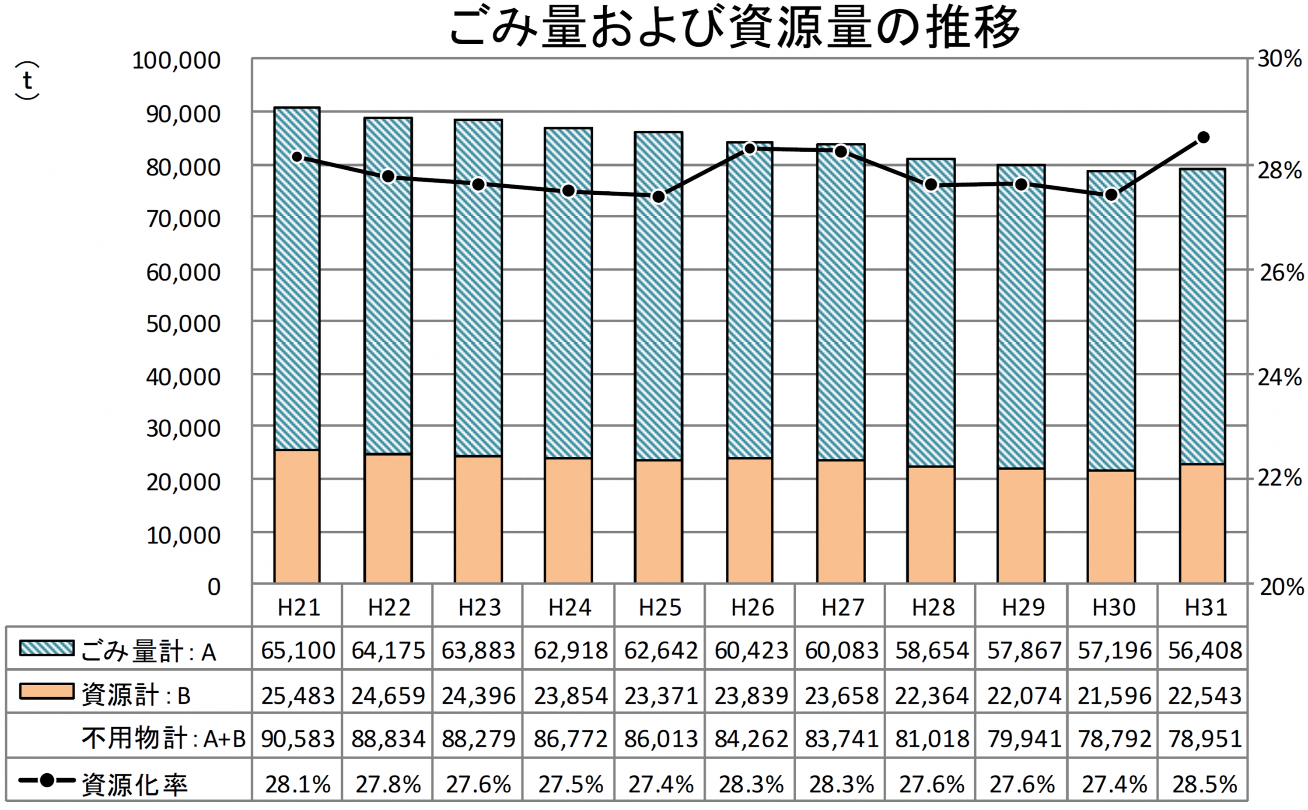 ごみ量および資源量の推移
(t)
100,000
90,000
80,000
70,000
60,000
50,000
40,000
30,000
20,000
10,000
0
30%
28%
26%
24%
22%
20%
H21 H22 H23 H24 H25 H26 H27 H28 H29 H30 H31
ごみ量計:A 65,100 64,175 63,883 62,918 62,642 60,423 60,083 58,654 57,867 57,196 56,408
資源計:B 25,483 24,659 24,396 23,854 23,371 23,839 23,658 22,364 22,074 21,596 22,543
不用物計:A+B 90,583 88,834 88,279 86,772 86,013 84,262 83,741 81,018 79,941 78,792 78,951
資源化率 28.1% 27.8% 27.6% 27.5% 27.4% 28.3% 28.3% 27.6% 27.6% 27.4% 28.5%